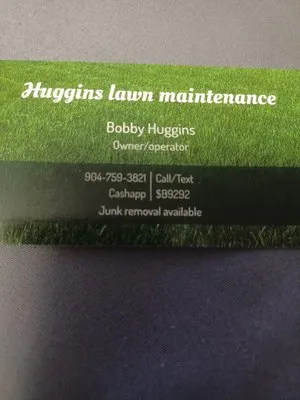 Huggins lawn maintenance
Bobby Huggins
Owner/operator
904-759-3821 | Call/Text
Cashapp | $B9292
Junk removal available